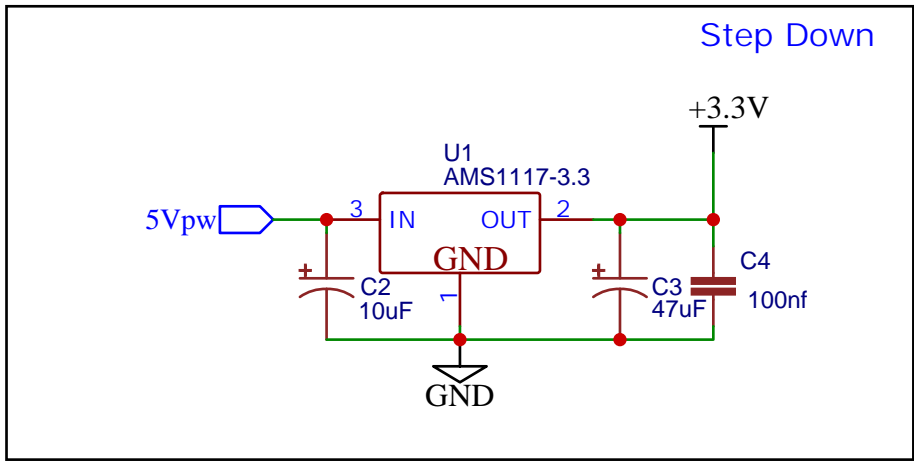 Step Down
+3.3V
U1
AMS1117-3.3
5Vpw
3
IN
OUT
2
GND
1
+
C2
10uF
+
C3
47uF
C4
100nf
GND